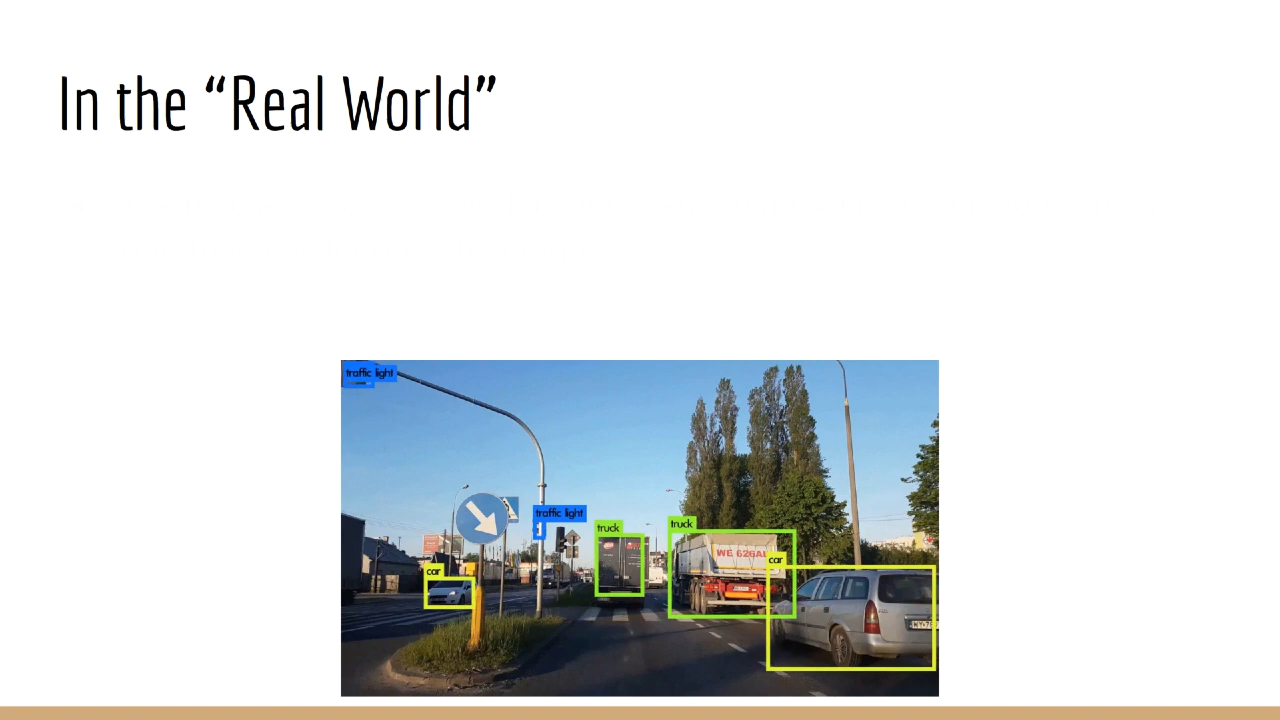 In the “Real World”
traffic light
traffic light
truck
truck
WE 626AL
car
car